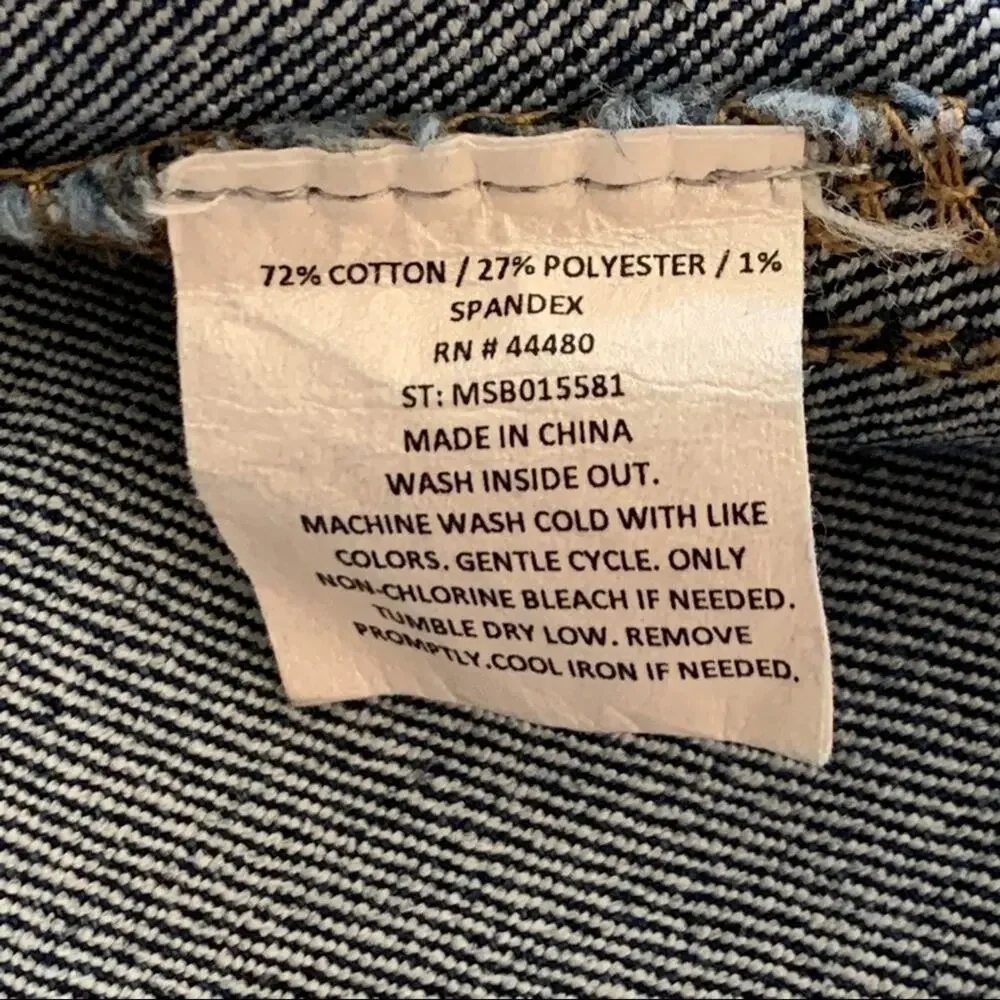 72% COTTON / 27% POLYESTER / 1%
SPANDEX
RN # 44480
ST: MSB015581
MADE IN CHINA
WASH INSIDE OUT.
MACHINE WASH COLD WITH LIKE
COLORS. GENTLE CYCLE. ONLY
NON-CHLORINE BLEACH IF NEEDED.
TUMBLE DRY LOW. REMOVE
PROMPTLY.COOL IRON IF NEEDED.